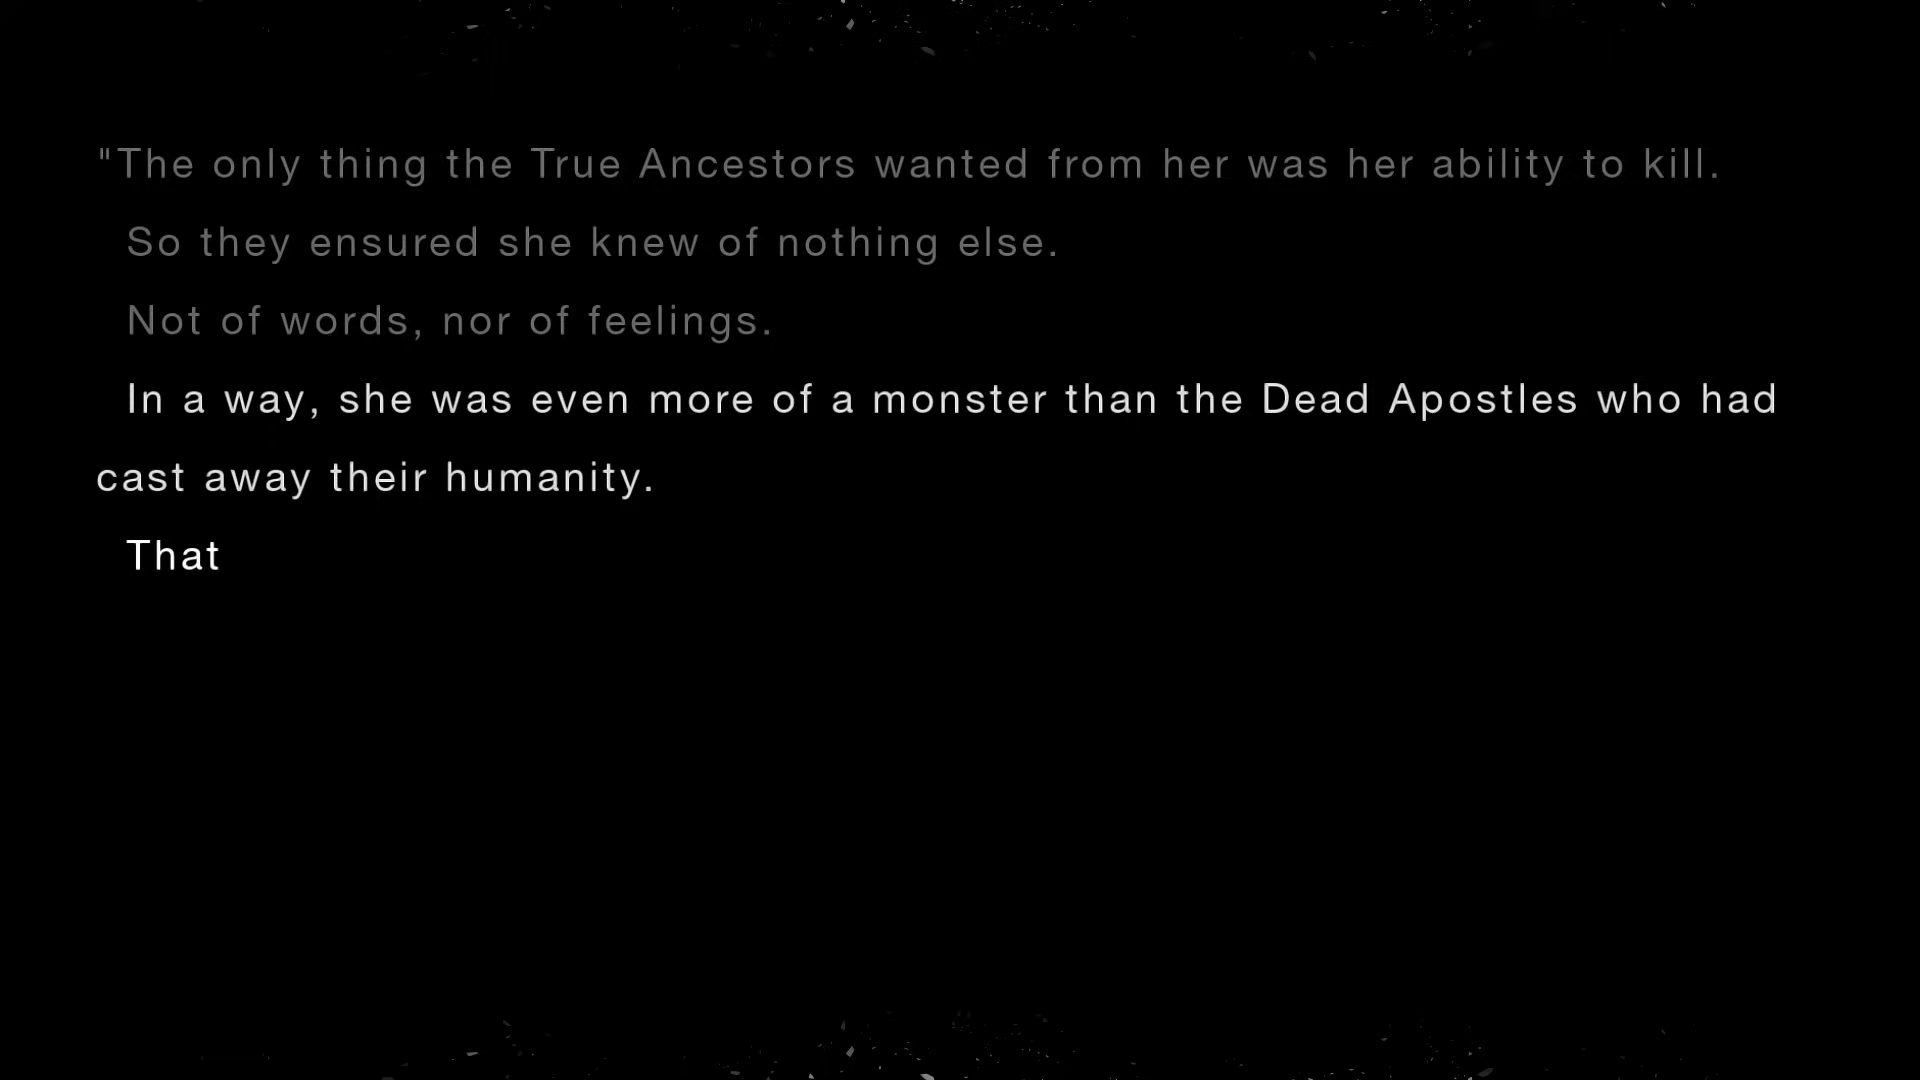 "The only thing the True Ancestors wanted from her was her ability to kill.
So they ensured she knew of nothing else.
Not of words, nor of feelings.
In a way, she was even more of a monster than the Dead Apostles who had
cast away their humanity.
That